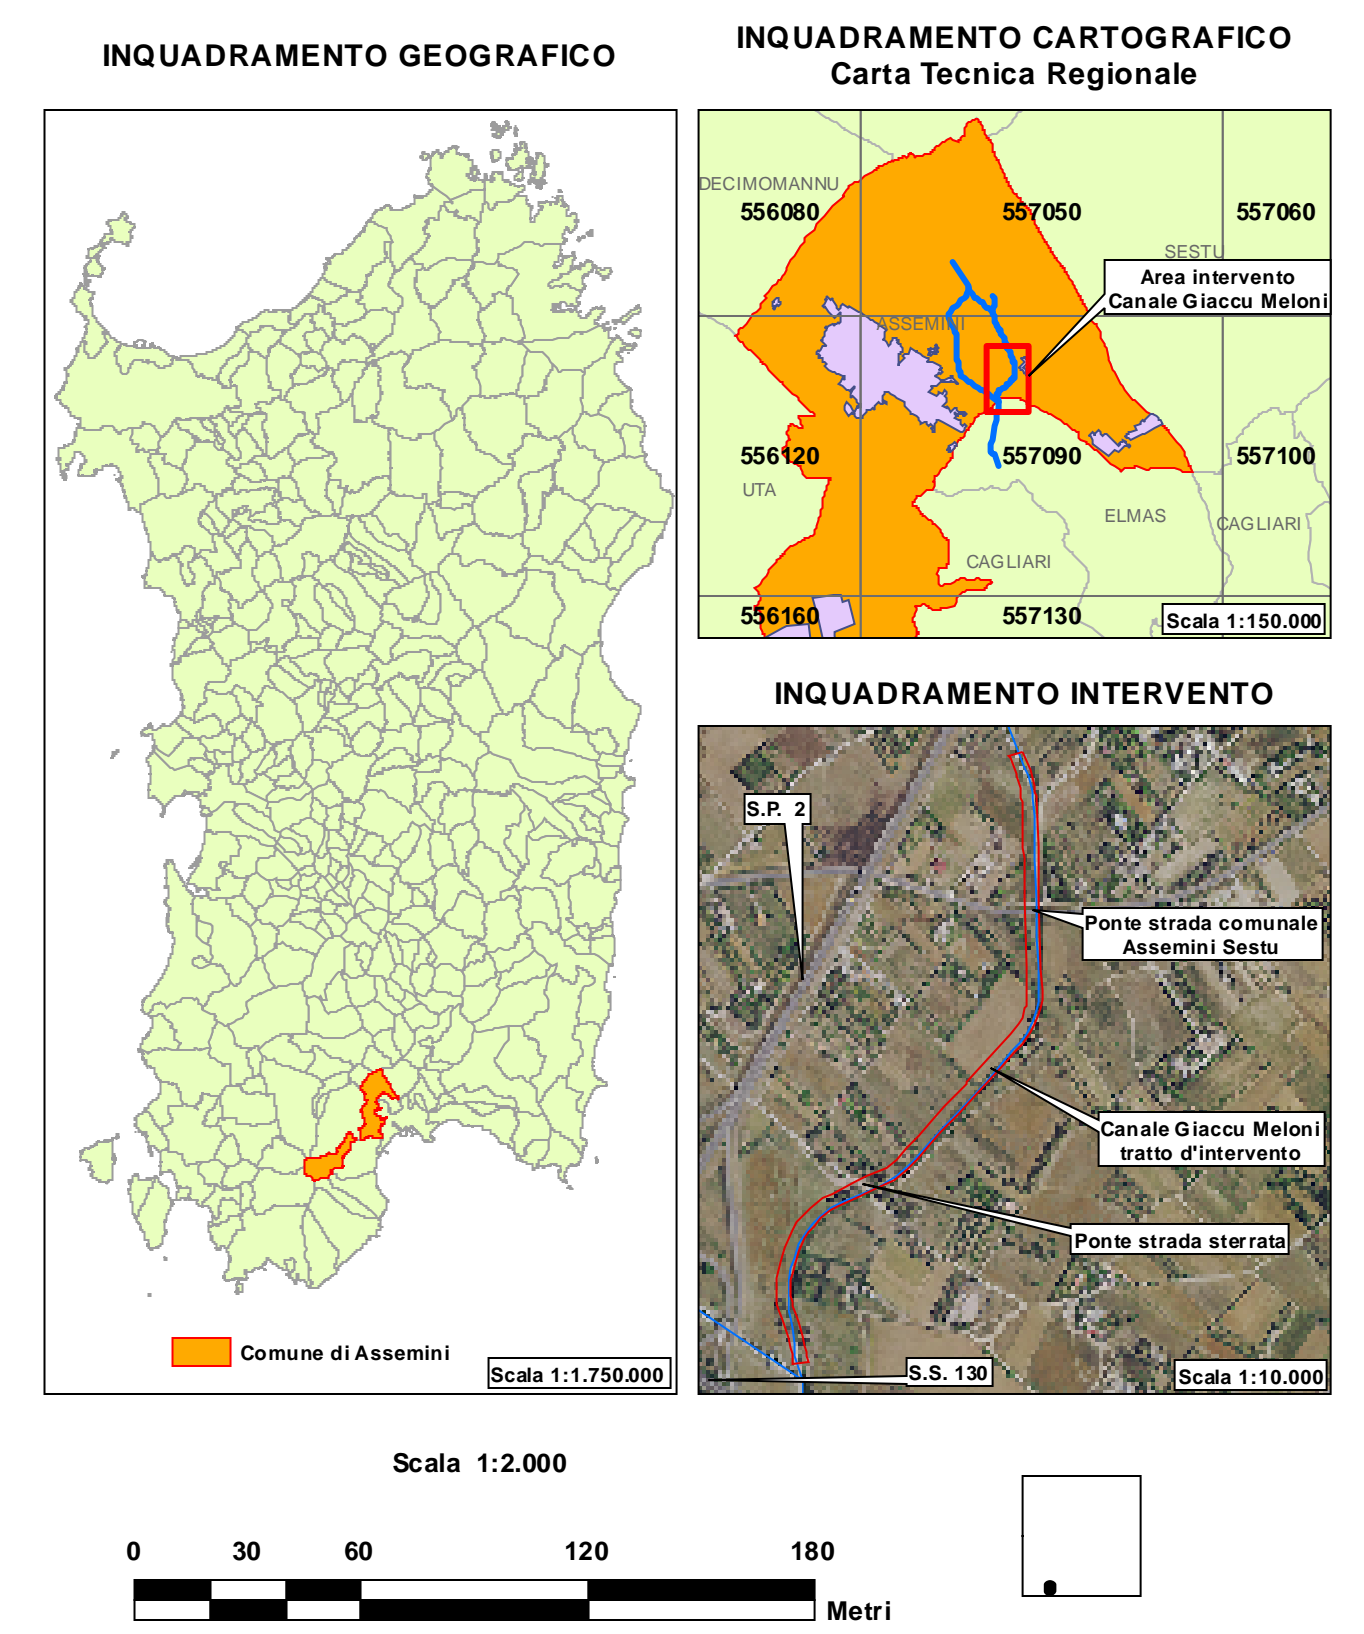 INQUADRAMENTO GEOGRAFICO
Comune di Assemini
Scala 1:1.750.000
INQUADRAMENTO CARTOGRAFICO
Carta Tecnica Regionale
DECIMOMANNU
556080
557050
557060
SESTU
Area intervento
Canale Giaccu Meloni
ASSEMINI
556120
557090
557100
UTA
ELMAS
CAGLIARI
CAGLIARI
556160
557130
Scala 1:150.000
INQUADRAMENTO INTERVENTO
S.P. 2
Ponte strada comunale
Assemini Sestu
Canale Giaccu Meloni
tratto d'intervento
Ponte strada sterrata
S.S. 130
Scala 1:10.000
Scala 1:2.000
0 30 60 120 180
Metri